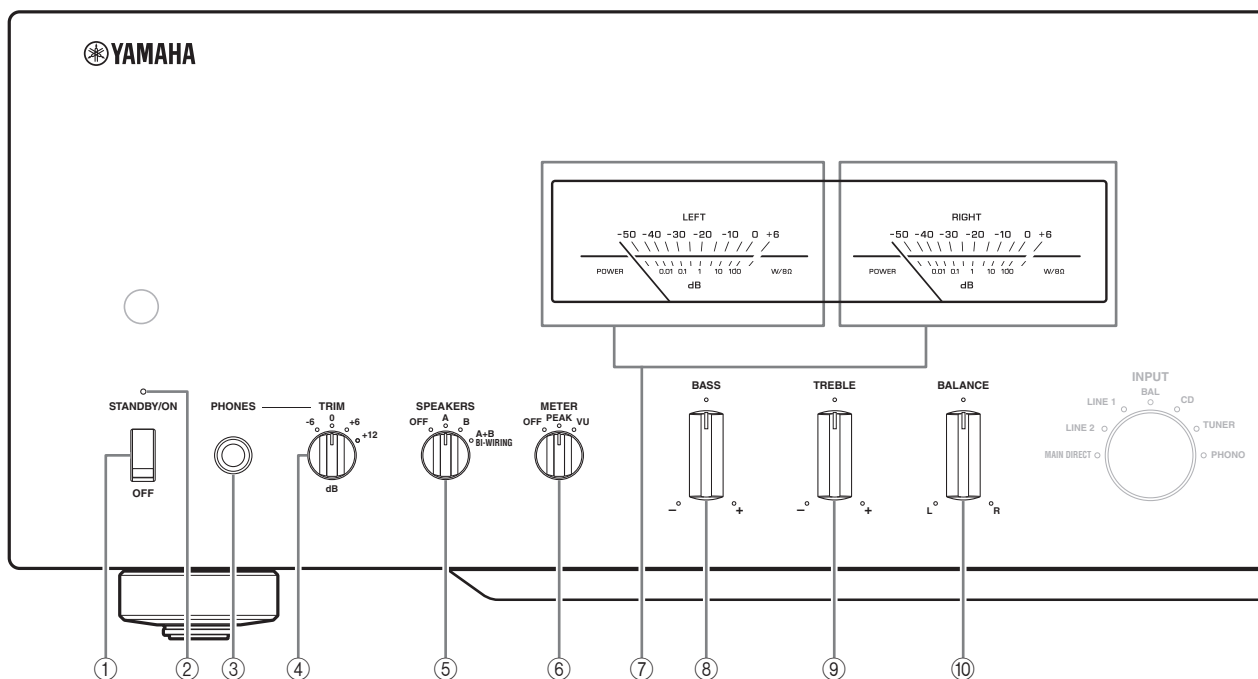 YAMAHA
LEFT
-50 -40 -30 -20 -10 0 +6
POWER 0.01 0.1 1 10 100 W/8Ω
dB
RIGHT
-50 -40 -30 -20 -10 0 +6
POWER 0.01 0.1 1 10 100 W/8Ω
dB
STANDBY/ON
OFF
PHONES
TRIM
-6 0 +6 +12
dB
SPEAKERS
OFF A B A+B
BI-WIRING
METER
OFF PEAK VU
BASS
− +
TREBLE
− +
BALANCE
L R
INPUT
BAL
LINE 1 CD
LINE 2 TUNER
MAIN DIRECT PHONO
① ② ③ ④ ⑤ ⑥ ⑦ ⑧ ⑨ ⑩